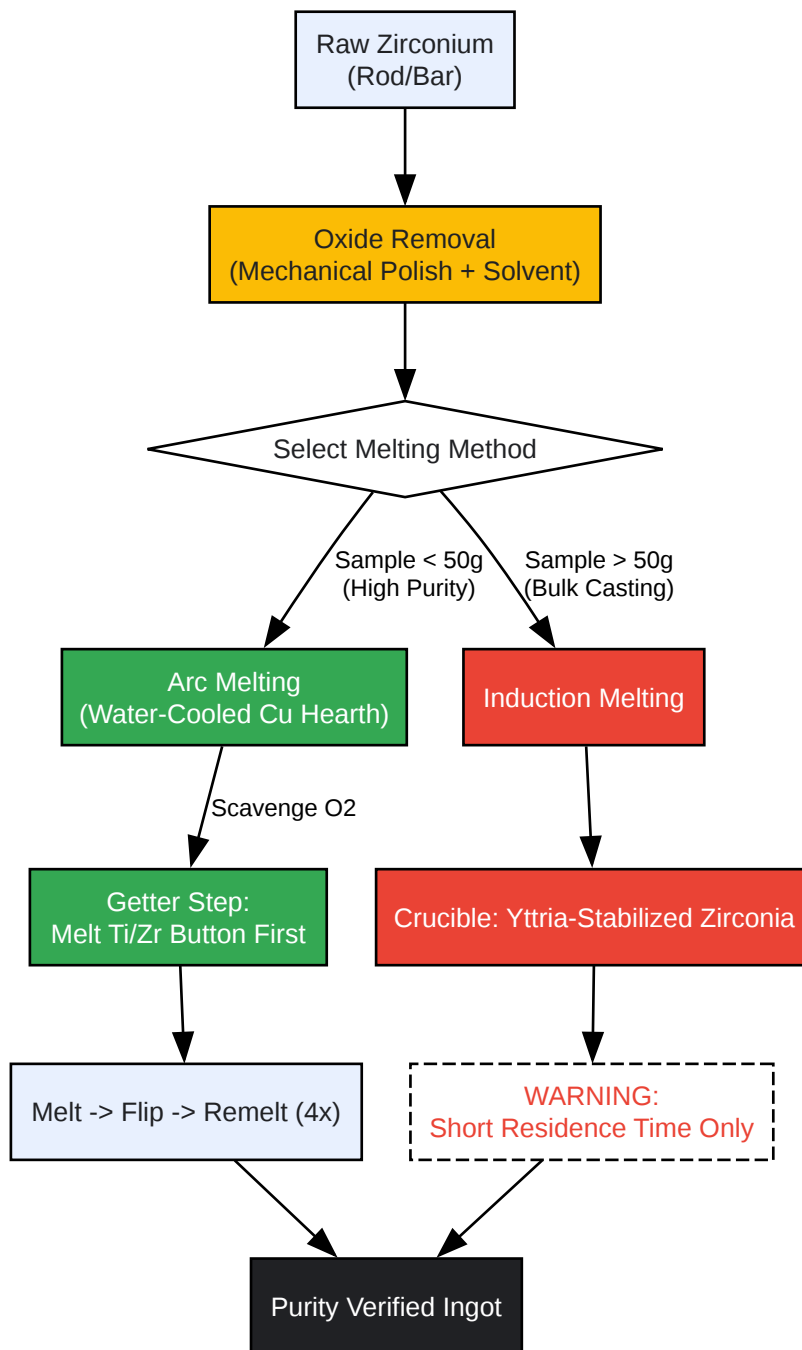 Raw Zirconium
(Rod/Bar)
Oxide Removal
(Mechanical Polish + Solvent)
Select Melting Method
Sample < 50g
(High Purity)
Sample > 50g
(Bulk Casting)
Arc Melting
(Water-Cooled Cu Hearth)
Induction Melting
Scavenge O2
Getter Step:
Melt Ti/Zr Button First
Crucible: Yttria-Stabilized Zirconia
Melt -> Flip -> Remelt (4x)
WARNING:
Short Residence Time Only
Purity Verified Ingot